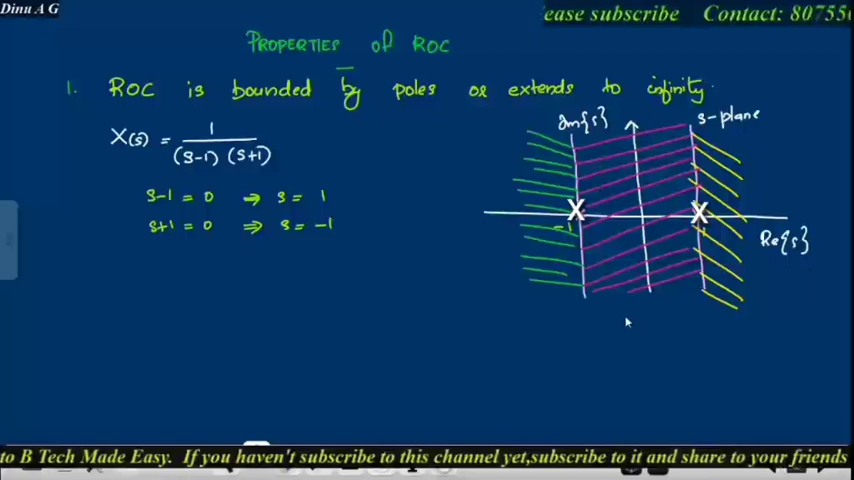 Dinu A G
ease subscribe Contact: 80755
PROPERTIES of ROC
1. ROC is bounded by poles or extends to infinity.
X(s) = 1 / (s-1) (s+1)
s-1 = 0 → s = 1
s+1 = 0 ⇒ s = -1
Im{s} s-plane
X X
-1 1
Re{s}
to B Tech Made Easy. If you haven't subscribe to this channel yet,subscribe to it and share to your friends